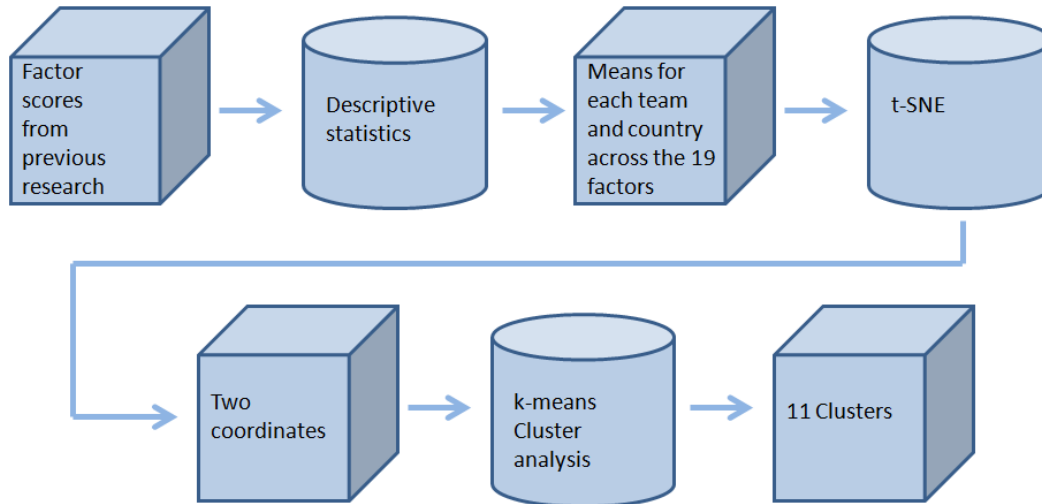 Factor
scores
from
previous
research
Descriptive
statistics
Means for
each team
and country
across the 19
factors
t-SNE
Two
coordinates
k-means
Cluster
analysis
11 Clusters